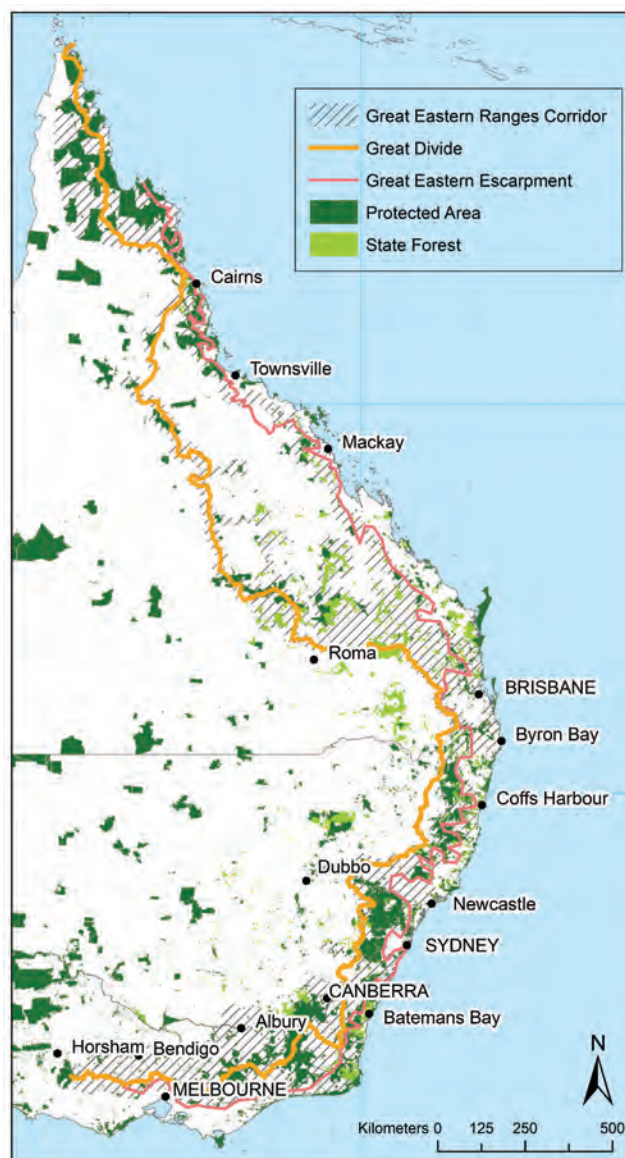 Great Eastern Ranges Corridor
Great Divide
Great Eastern Escarpment
Protected Area
State Forest
Cairns
Townsville
Mackay
Roma
BRISBANE
Byron Bay
Coffs Harbour
Dubbo
Newcastle
SYDNEY
CANBERRA
Batemans Bay
Albury
Horsham
Bendigo
MELBOURNE
N
Kilometers 0 125 250 500